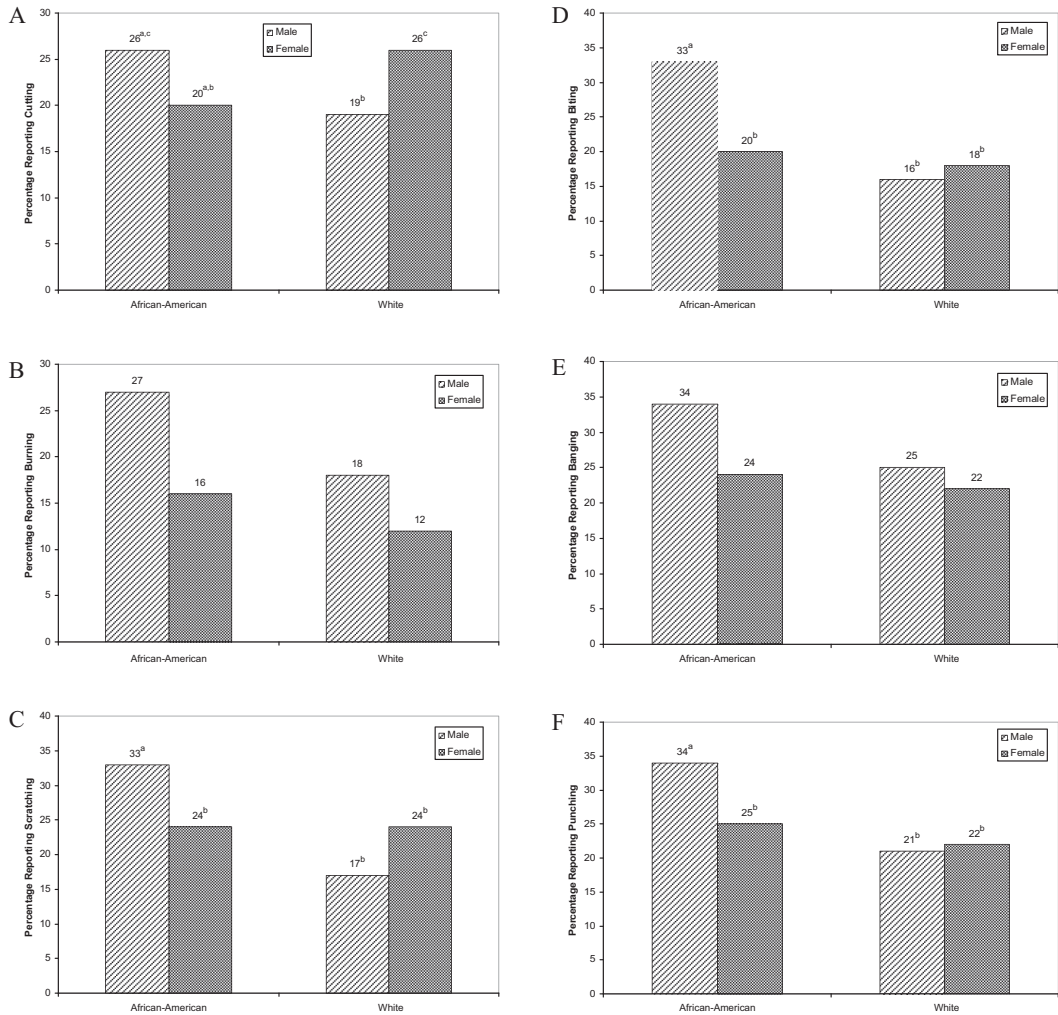 A
Percentage Reporting Cutting
30
25
20
15
10
5
0
26a,c
20a,b
19b
26c
Male
Female
African-American
White
D
Percentage Reporting Biting
40
35
30
25
20
15
10
5
0
33a
20b
16b
18b
Male
Female
African-American
White
B
Percentage Reporting Burning
30
25
20
15
10
5
0
27
16
18
12
Male
Female
African-American
White
E
Percentage Reporting Banging
40
35
30
25
20
15
10
5
0
34
24
25
22
Male
Female
African-American
White
C
Percentage Reporting Scratching
40
35
30
25
20
15
10
5
0
33a
24b
17b
24b
Male
Female
African-American
White
F
Percentage Reporting Punching
40
35
30
25
20
15
10
5
0
34a
25b
21b
22b
Male
Female
African-American
White